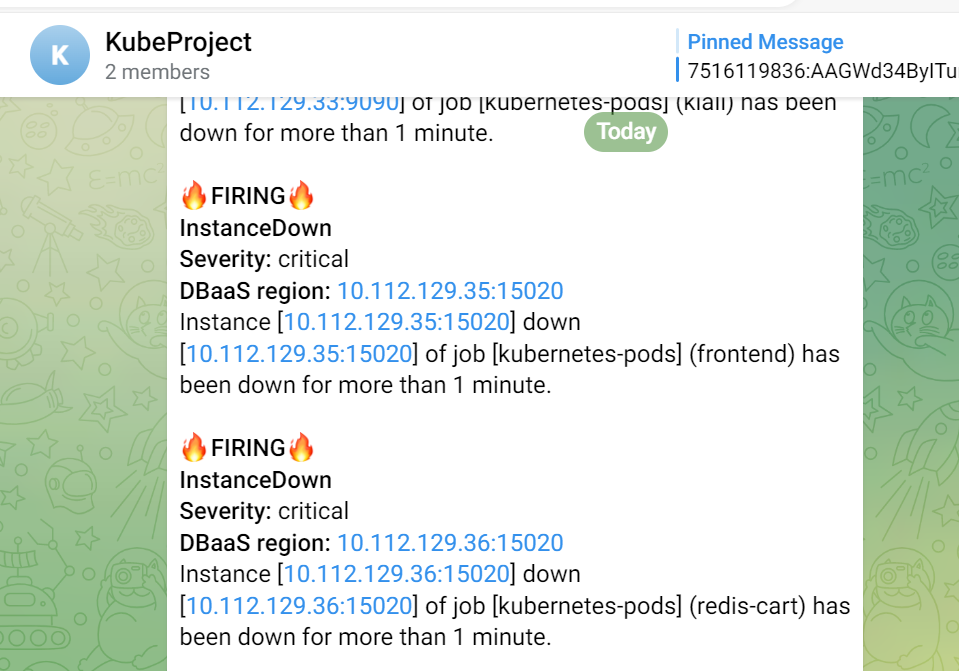 K
KubeProject
2 members
Pinned Message
7516119836:AAGWd34ByITu
[10.112.129.33:9090] of job [kubernetes-pods] (kiali) has been
down for more than 1 minute.
Today
🔥FIRING🔥
InstanceDown
Severity: critical
DBaaS region: 10.112.129.35:15020
Instance [10.112.129.35:15020] down
[10.112.129.35:15020] of job [kubernetes-pods] (frontend) has
been down for more than 1 minute.
🔥FIRING🔥
InstanceDown
Severity: critical
DBaaS region: 10.112.129.36:15020
Instance [10.112.129.36:15020] down
[10.112.129.36:15020] of job [kubernetes-pods] (redis-cart) has
been down for more than 1 minute.
E=mc²
=mc²